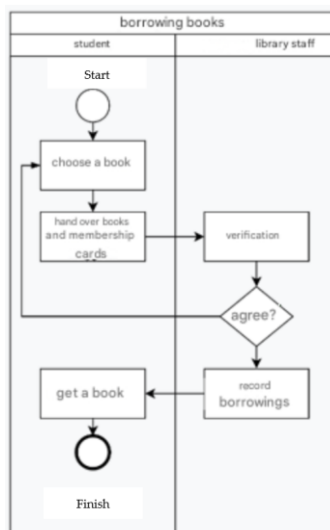 borrowing books
student
library staff
Start
choose a book
hand over books
and membership
cards
verification
agree?
record
borrowings
get a book
Finish